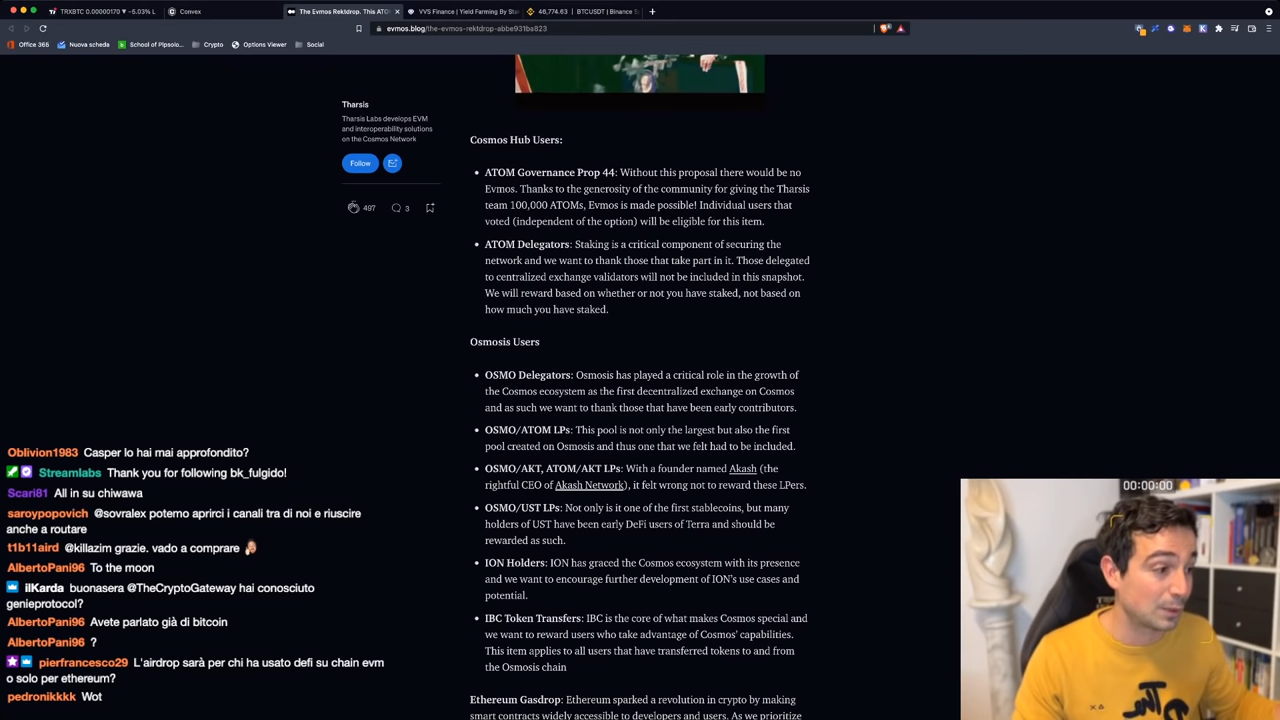 TRXBTC 0.00000170 ▼ −5.03% L
Convex
The Evmos Rektdrop. This ATO
VVS Finance | Yield Farming By Sta
46,774.63 | BTCUSDT | Binance S
evmos.blog/the-evmos-rektdrop-abbe931ba823
Office 365
Nuova scheda
School of Pipsolo...
Crypto
Options Viewer
Social
Tharsis
Tharsis Labs develops EVM
and interoperability solutions
on the Cosmos Network
Follow
497
3
Cosmos Hub Users:
ATOM Governance Prop 44: Without this proposal there would be no
Evmos. Thanks to the generosity of the community for giving the Tharsis
team 100,000 ATOMs, Evmos is made possible! Individual users that
voted (independent of the option) will be eligible for this item.
ATOM Delegators: Staking is a critical component of securing the
network and we want to thank those that take part in it. Those delegated
to centralized exchange validators will not be included in this snapshot.
We will reward based on whether or not you have staked, not based on
how much you have staked.
Osmosis Users
OSMO Delegators: Osmosis has played a critical role in the growth of
the Cosmos ecosystem as the first decentralized exchange on Cosmos
and as such we want to thank those that have been early contributors.
OSMO/ATOM LPs: This pool is not only the largest but also the first
pool created on Osmosis and thus one that we felt had to be included.
OSMO/AKT, ATOM/AKT LPs: With a founder named Akash (the
rightful CEO of Akash Network), it felt wrong not to reward these LPers.
OSMO/UST LPs: Not only is it one of the first stablecoins, but many
holders of UST have been early DeFi users of Terra and should be
rewarded as such.
ION Holders: ION has graced the Cosmos ecosystem with its presence
and we want to encourage further development of ION's use cases and
potential.
IBC Token Transfers: IBC is the core of what makes Cosmos special and
we want to reward users who take advantage of Cosmos' capabilities.
This item applies to all users that have transferred tokens to and from
the Osmosis chain
Ethereum Gasdrop: Ethereum sparked a revolution in crypto by making
smart contracts widely accessible to developers and users. As we prioritize
Oblivion1983 Casper lo hai mai approfondito?
Streamlabs Thank you for following bk_fulgido!
Scari81 All in su chiwawa
saroypopovich @sovralex potemo aprirci i canali tra di noi e riuscire
anche a routare
t1b11aird @killazim grazie. vado a comprare
AlbertoPani96 To the moon
ilKarda buonasera @TheCryptoGateway hai conosciuto
genieprotocol?
AlbertoPani96 Avete parlato già di bitcoin
AlbertoPani96 ?
pierfrancesco29 L'airdrop sarà per chi ha usato defi su chain evm
o solo per ethereum?
pedronikkkk Wot
00:00:00